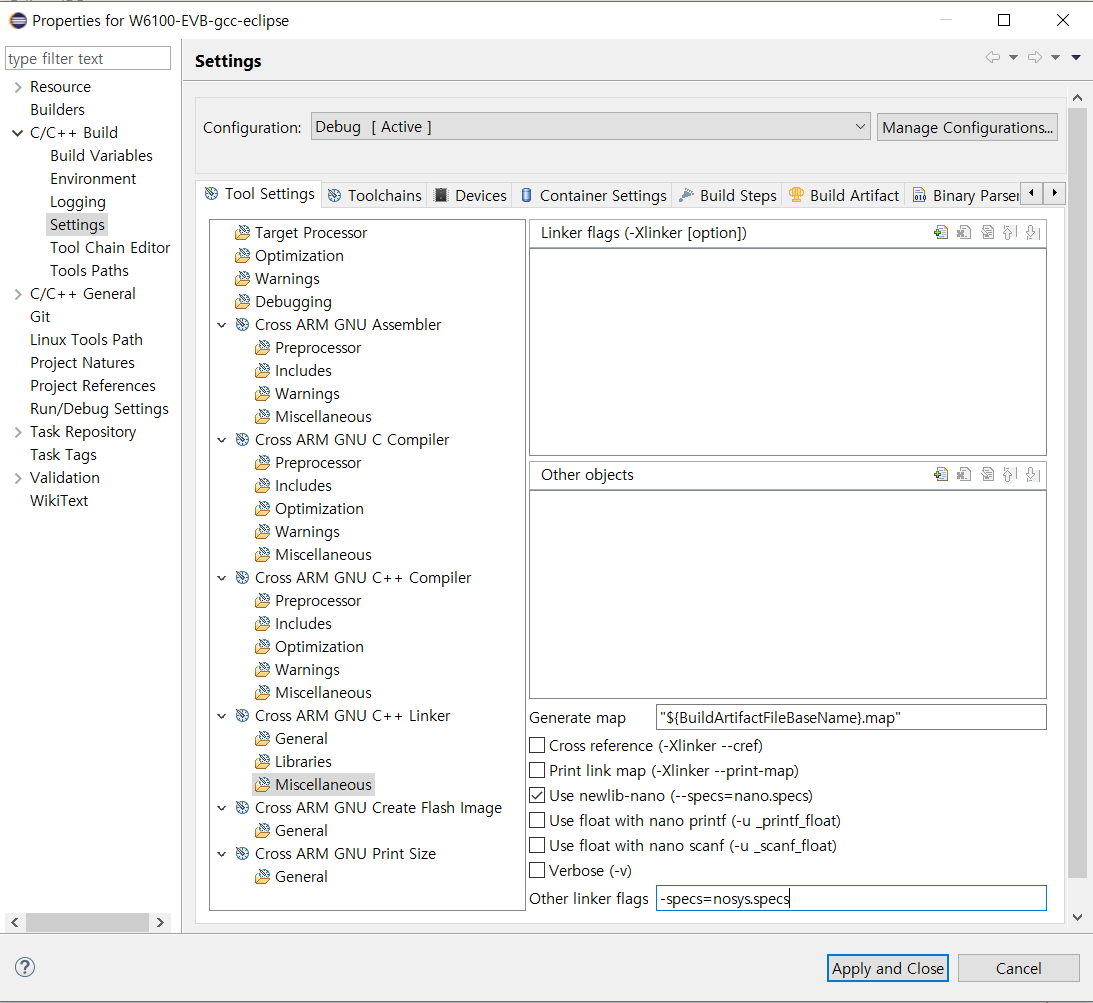 Properties for W6100-EVB-gcc-eclipse
type filter text
Resource
Builders
C/C++ Build
Build Variables
Environment
Logging
Settings
Tool Chain Editor
Tools Paths
C/C++ General
Git
Linux Tools Path
Project Natures
Project References
Run/Debug Settings
Task Repository
Task Tags
Validation
WikiText
Settings
Configuration: Debug [ Active ] Manage Configurations...
Tool Settings Toolchains Devices Container Settings Build Steps Build Artifact Binary Parser
Target Processor
Optimization
Warnings
Debugging
Cross ARM GNU Assembler
Preprocessor
Includes
Warnings
Miscellaneous
Cross ARM GNU C Compiler
Preprocessor
Includes
Optimization
Warnings
Miscellaneous
Cross ARM GNU C++ Compiler
Preprocessor
Includes
Optimization
Warnings
Miscellaneous
Cross ARM GNU C++ Linker
General
Libraries
Miscellaneous
Cross ARM GNU Create Flash Image
General
Cross ARM GNU Print Size
General
Linker flags (-Xlinker [option])
Other objects
Generate map "${BuildArtifactFileBaseName}.map"
Cross reference (-Xlinker --cref)
Print link map (-Xlinker --print-map)
Use newlib-nano (--specs=nano.specs)
Use float with nano printf (-u _printf_float)
Use float with nano scanf (-u _scanf_float)
Verbose (-v)
Other linker flags -specs=nosys.specs
? Apply and Close Cancel